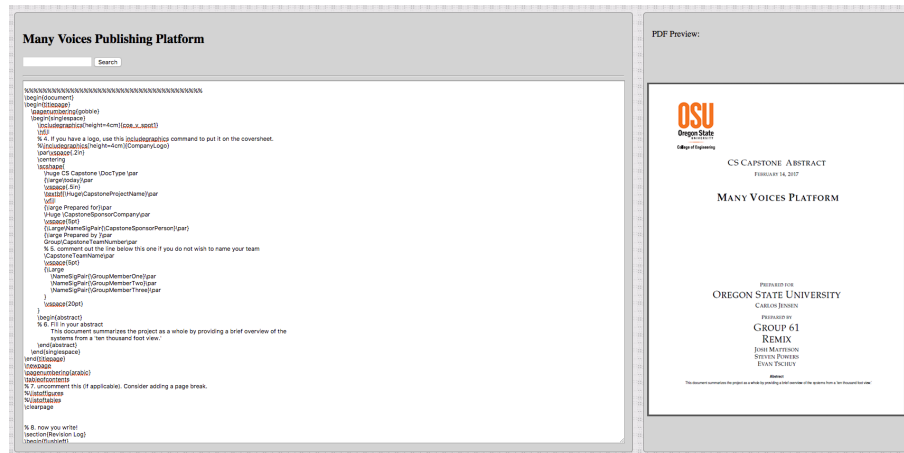 Many Voices Publishing Platform
Search
%%%%%%%%%%%%%%%%%%%%%%%%%%%%%%%%%%%%%%%
\begin{document}
\begin{titlepage}
\pagenumbering{gobble}
\begin{singlespace}
\includegraphics[height=4cm]{coe_v_spot1}
\hfill
% 4. If you have a logo, use this includegraphics command to put it on the coversheet.
%\includegraphics[height=4cm]{CompanyLogo}
\par\vspace{.2in}
\centering
\scshape{
\huge CS Capstone \DocType \par
{\large\today}\par
\vspace{.5in}
\textbf{\Huge\CapstoneProjectName}\par
\vfill
{\large Prepared for}\par
\Huge \CapstoneSponsorCompany\par
\vspace{5pt}
{\Large\NameSigPair{\CapstoneSponsorPerson}\par}
{\large Prepared by }\par
Group\CapstoneTeamNumber\par
% 5. comment out the line below this one if you do not wish to name your team
\CapstoneTeamName\par
\vspace{5pt}
{\Large
\NameSigPair{\GroupMemberOne}\par
\NameSigPair{\GroupMemberTwo}\par
\NameSigPair{\GroupMemberThree}\par
}
\vspace{20pt}
}
\begin{abstract}
% 6. Fill in your abstract
This document summarizes the project as a whole by providing a brief overview of the
systems from a 'ten thousand foot view.'
\end{abstract}
\end{singlespace}
\end{titlepage}
\newpage
\pagenumbering{arabic}
\tableofcontents
% 7. uncomment this (if applicable). Consider adding a page break.
%\listoffigures
%\listoftables
\clearpage
% 8. now you write!
\section{Revision Log}
\begin{flushleft}
PDF Preview:
OSU
Oregon State
UNIVERSITY
College of Engineering
CS CAPSTONE ABSTRACT
FEBRUARY 14, 2017
MANY VOICES PLATFORM
PREPARED FOR
OREGON STATE UNIVERSITY
CARLOS JENSEN
PREPARED BY
GROUP 61
REMIX
JOSH MATTESON
STEVEN POWERS
EVAN TSCHUY
Abstract
This document summarizes the project as a whole by providing a brief overview of the systems from a 'ten thousand foot view.'